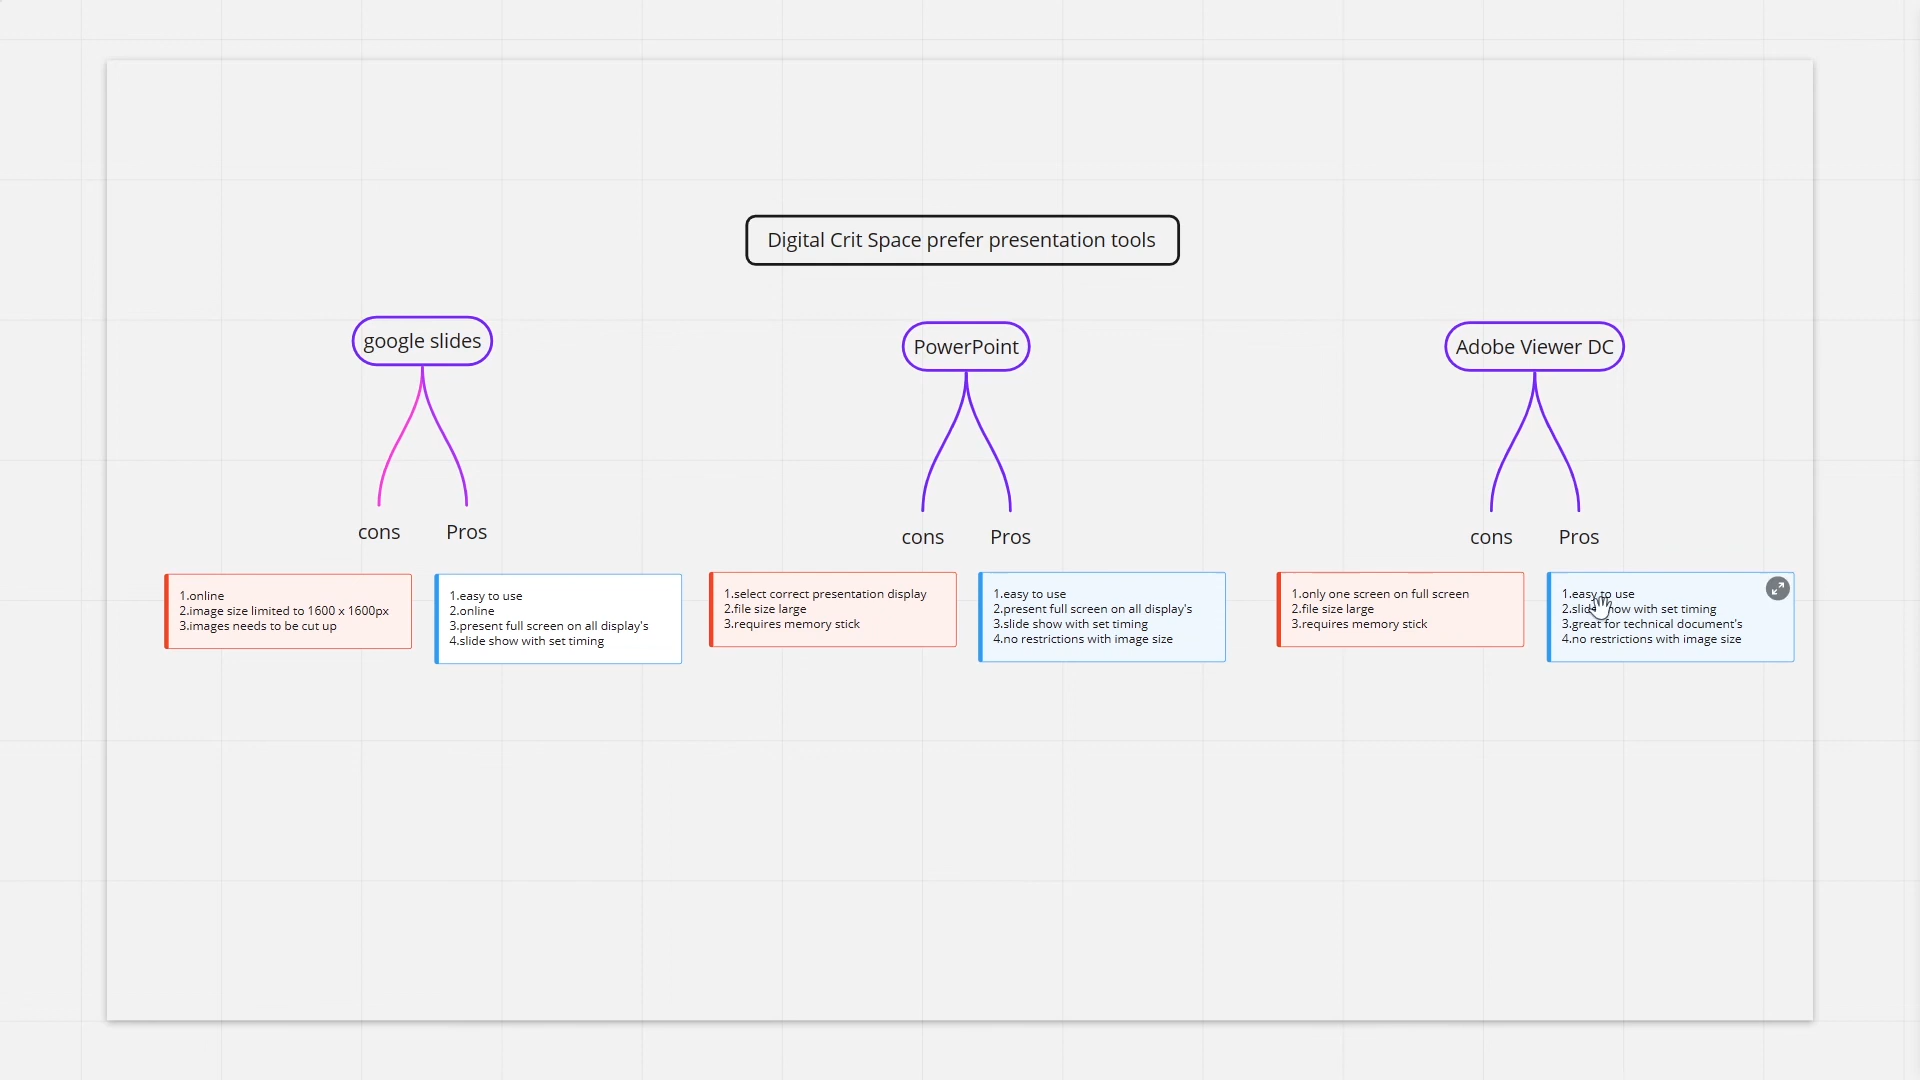 Digital Crit Space prefer presentation tools
google slides
cons
Pros
1.online
2.image size limited to 1600 x 1600px
3.images needs to be cut up
1.easy to use
2.online
3.present full screen on all display's
4.slide show with set timing
PowerPoint
cons
Pros
1.select correct presentation display
2.file size large
3.requires memory stick
1.easy to use
2.present full screen on all display's
3.slide show with set timing
4.no restrictions with image size
Adobe Viewer DC
cons
Pros
1.only one screen on full screen
2.file size large
3.requires memory stick
1.easy to use
2.slide show with set timing
3.great for technical document's
4.no restrictions with image size